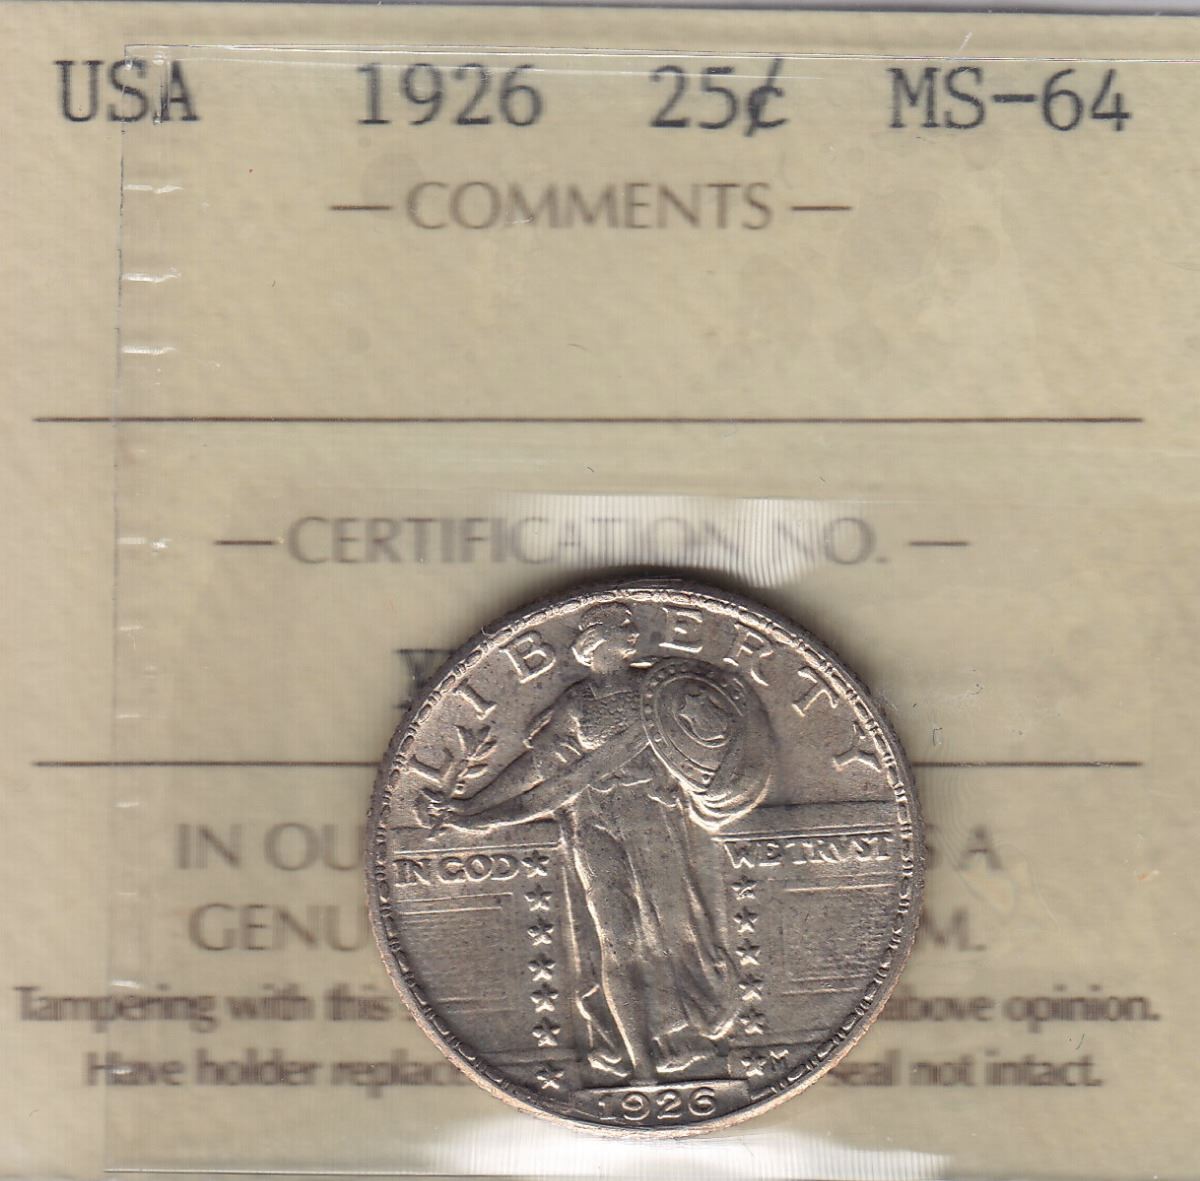 USA 1926 25¢ MS-64
— COMMENTS —
— CERTIFICATION NO. —
LIBERTY
IN GOD WE TRUST
IN OU S A
GENU M.
Tampering with this above opinion.
Have holder replac seal not intact.
M
1926